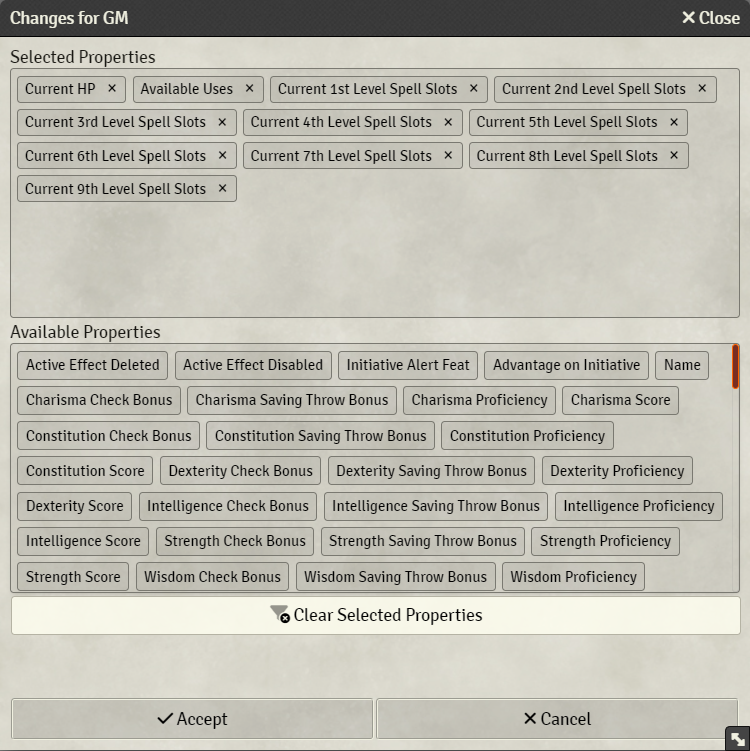 Changes for GM × Close
Selected Properties
Current HP × Available Uses × Current 1st Level Spell Slots × Current 2nd Level Spell Slots ×
Current 3rd Level Spell Slots × Current 4th Level Spell Slots × Current 5th Level Spell Slots ×
Current 6th Level Spell Slots × Current 7th Level Spell Slots × Current 8th Level Spell Slots ×
Current 9th Level Spell Slots ×
Available Properties
Active Effect Deleted Active Effect Disabled Initiative Alert Feat Advantage on Initiative Name
Charisma Check Bonus Charisma Saving Throw Bonus Charisma Proficiency Charisma Score
Constitution Check Bonus Constitution Saving Throw Bonus Constitution Proficiency
Constitution Score Dexterity Check Bonus Dexterity Saving Throw Bonus Dexterity Proficiency
Dexterity Score Intelligence Check Bonus Intelligence Saving Throw Bonus Intelligence Proficiency
Intelligence Score Strength Check Bonus Strength Saving Throw Bonus Strength Proficiency
Strength Score Wisdom Check Bonus Wisdom Saving Throw Bonus Wisdom Proficiency
Clear Selected Properties
Accept × Cancel